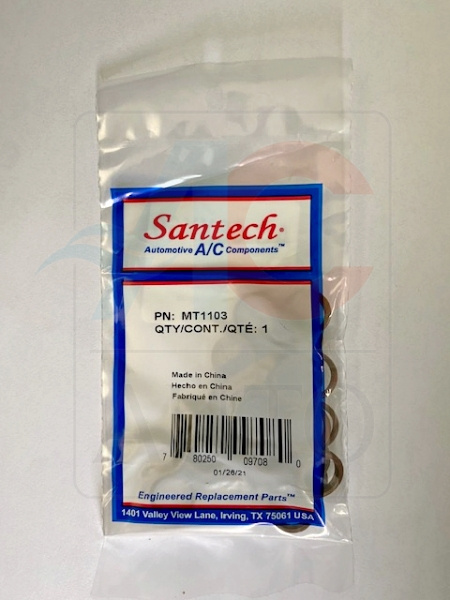 Santech®
Automotive A/C Components™
PN: MT1103
QTY/CONT./QTÉ: 1
Made in China
Hecho en China
Fabriqué en Chine
7 80250 09708 0
01/26/21
Engineered Replacement Parts™
1401 Valley View Lane, Irving, TX 75061 USA